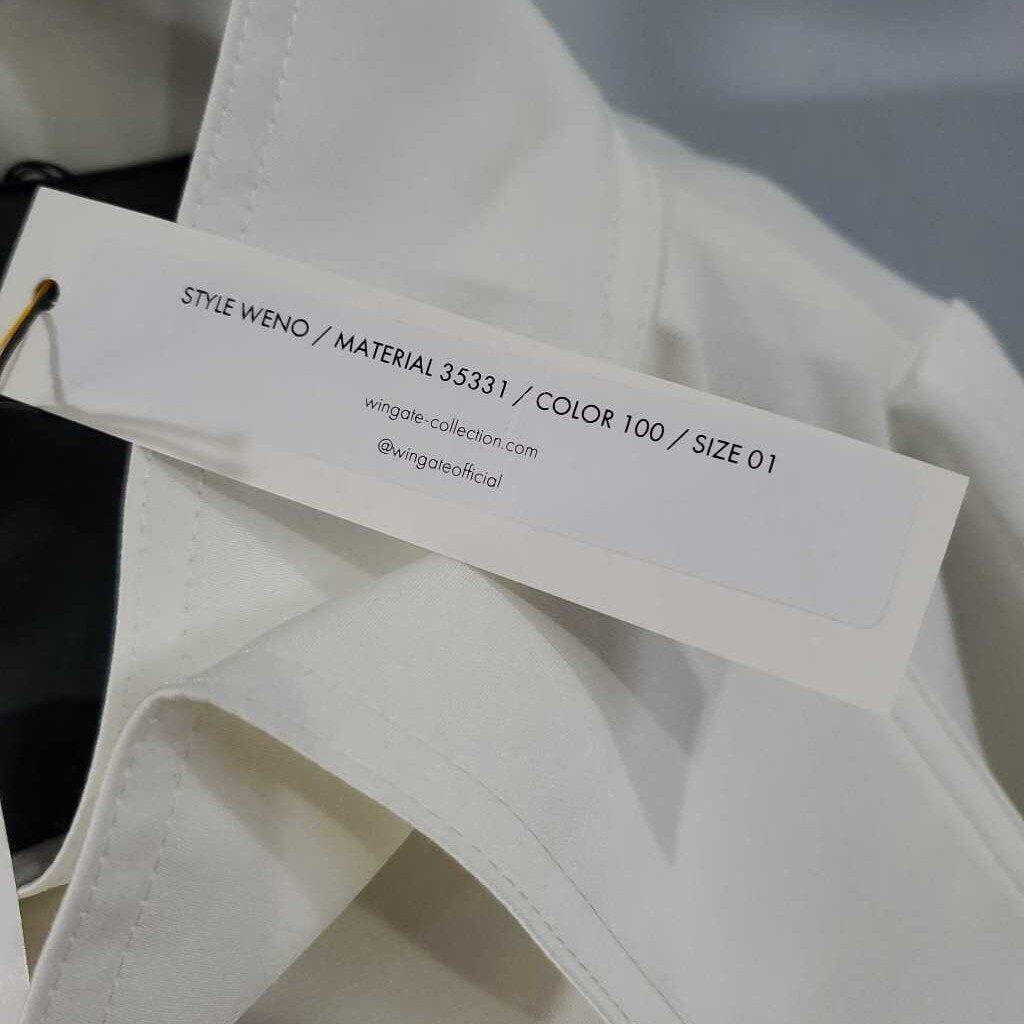 STYLE WENO / MATERIAL 35331 / COLOR 100 / SIZE 01
wingate-collection.com
@wingateofficial